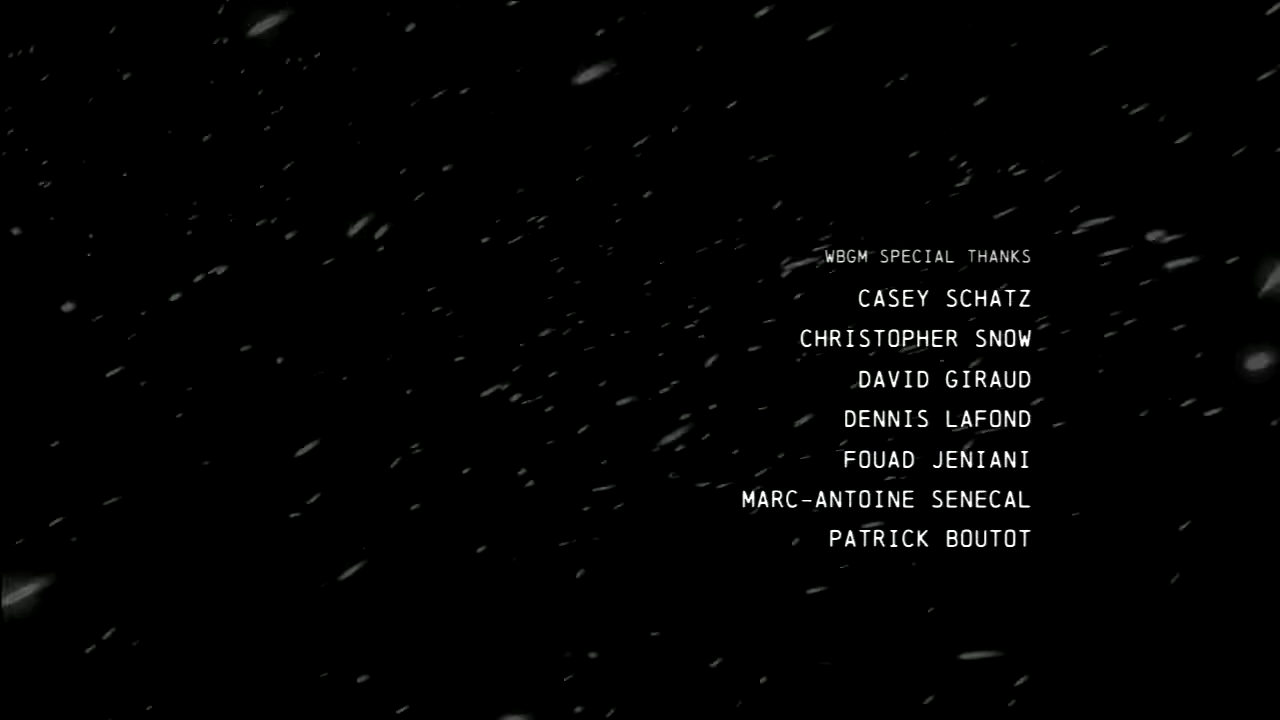 WBGM SPECIAL THANKS
CASEY SCHATZ
CHRISTOPHER SNOW
DAVID GIRAUD
DENNIS LAFOND
FOUAD JENIANI
MARC-ANTOINE SENECAL
PATRICK BOUTOT